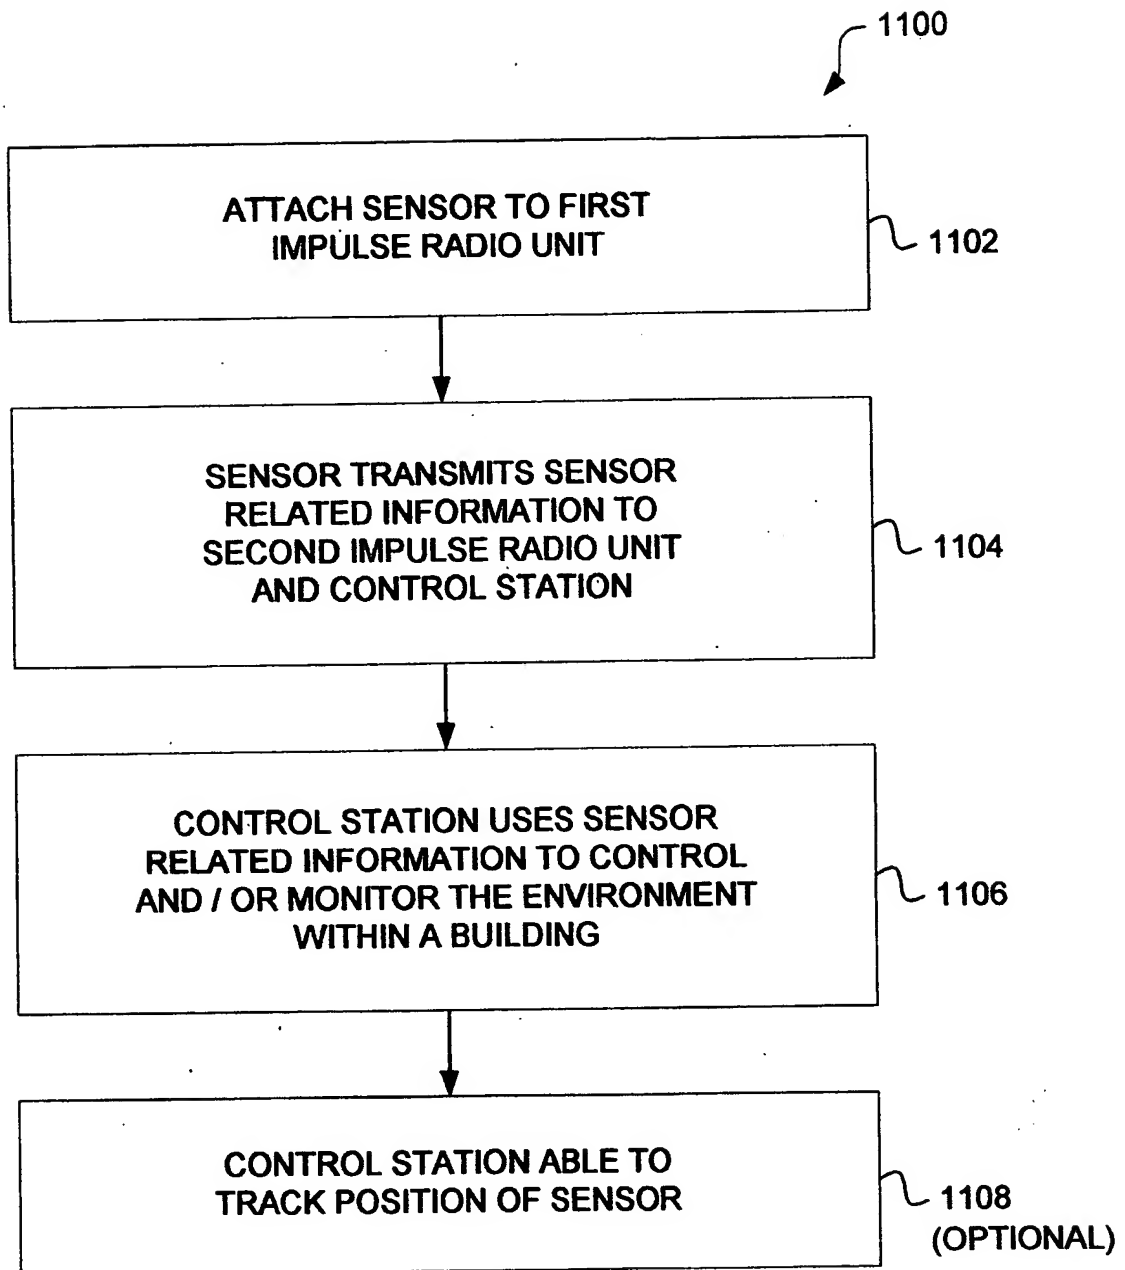 1100
ATTACH SENSOR TO FIRST
IMPULSE RADIO UNIT
1102
SENSOR TRANSMITS SENSOR
RELATED INFORMATION TO
SECOND IMPULSE RADIO UNIT
AND CONTROL STATION
1104
CONTROL STATION USES SENSOR
RELATED INFORMATION TO CONTROL
AND / OR MONITOR THE ENVIRONMENT
WITHIN A BUILDING
1106
CONTROL STATION ABLE TO
TRACK POSITION OF SENSOR
1108
(OPTIONAL)